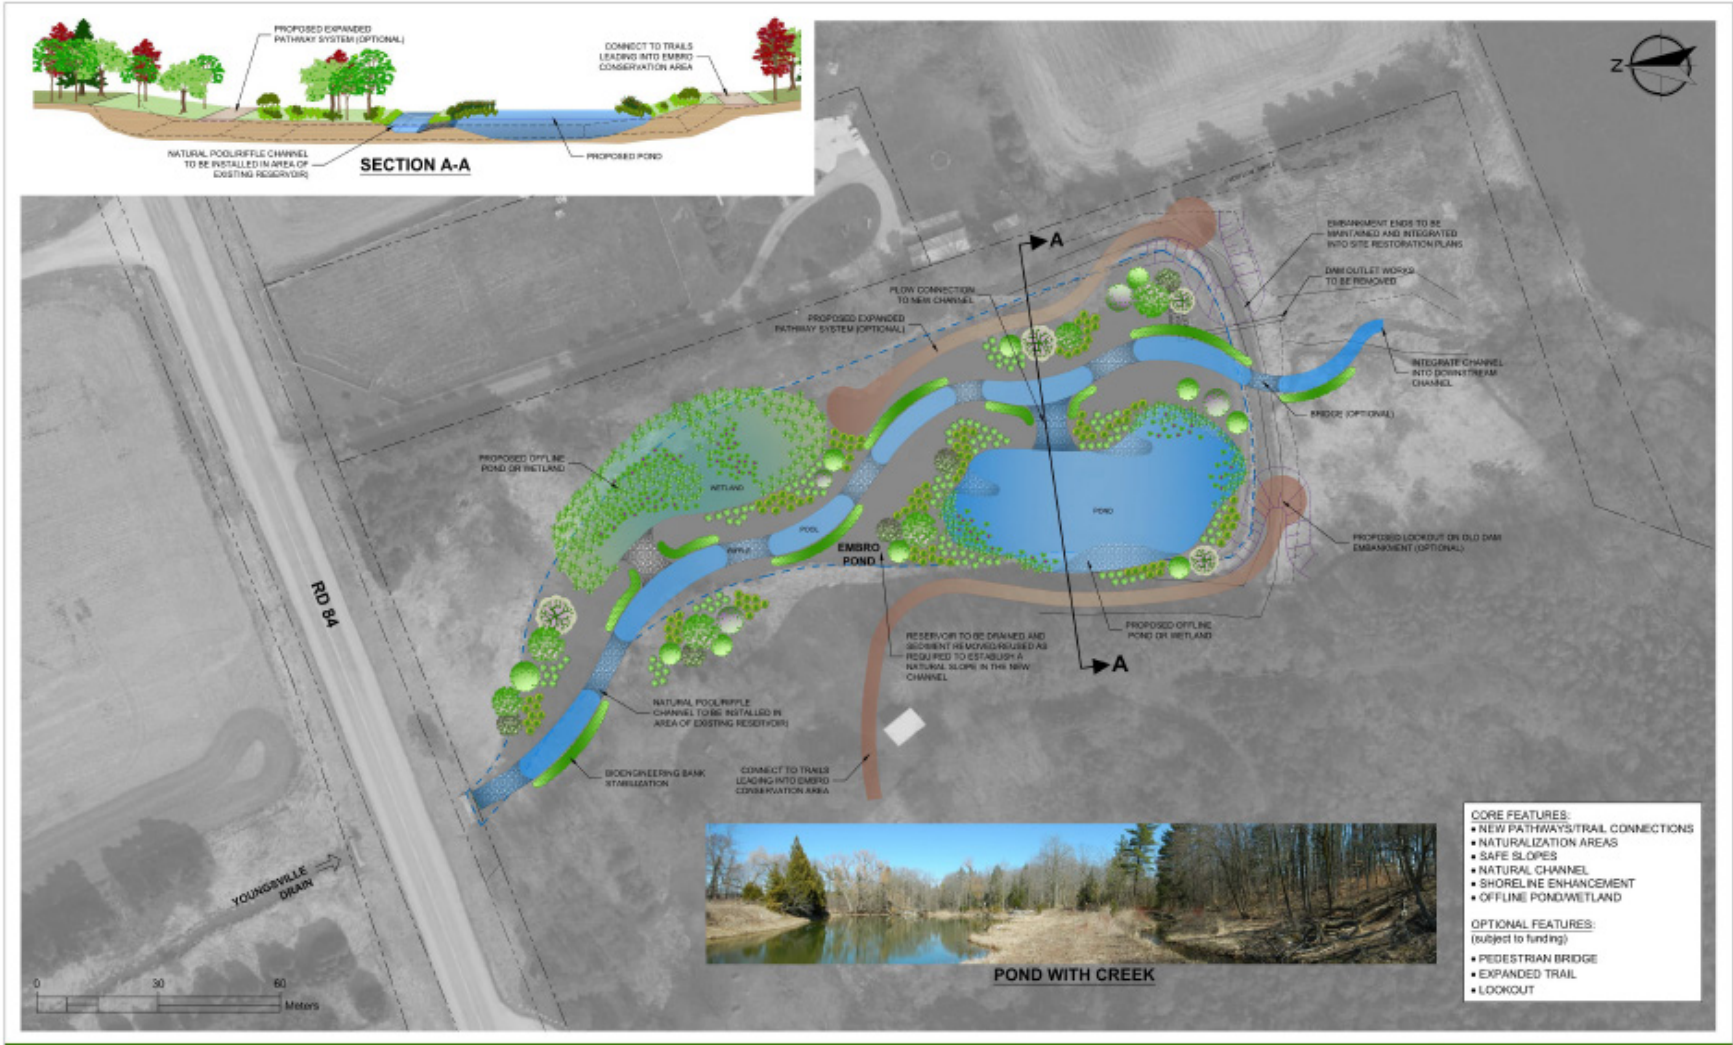 PROPOSED EXPANDED
PATHWAY SYSTEM (OPTIONAL)
CONNECT TO TRAILS
LEADING INTO EMBRO
CONSERVATION AREA
NATURAL POOL/RIFFLE CHANNEL
TO BE INSTALLED IN AREA OF
EXISTING RESERVOIR)
SECTION A-A
PROPOSED POND
Z
A
EMBANKMENT ENDS TO BE
MAINTAINED AND INTEGRATED
INTO SITE RESTORATION PLANS
DAM OUTLET WORKS
TO BE REMOVED
FLOW CONNECTION
TO NEW CHANNEL
PROPOSED EXPANDED
PATHWAY SYSTEM (OPTIONAL)
INTEGRATE CHANNEL
INTO DOWNSTREAM
CHANNEL
BRIDGE (OPTIONAL)
PROPOSED OFFLINE
POND OR WETLAND
WETLAND
POOL
RIFFLE
EMBRO
POND
POND
PROPOSED LOOKOUT ON OLD DAM
EMBANKMENT (OPTIONAL)
RD 84
RESERVOIR TO BE DRAINED AND
SEDIMENT REMOVED/REUSED AS
REQUIRED TO ESTABLISH A
NATURAL SLOPE IN THE NEW
CHANNEL
PROPOSED OFFLINE
POND OR WETLAND
A
NATURAL POOL/RIFFLE
CHANNEL TO BE INSTALLED IN
AREA OF EXISTING RESERVOIR)
BIOENGINEERING BANK
STABILIZATION
CONNECT TO TRAILS
LEADING INTO EMBRO
CONSERVATION AREA
YOUNGSVILLE
DRAIN
0 30 60
Meters
POND WITH CREEK
CORE FEATURES:
• NEW PATHWAYS/TRAIL CONNECTIONS
• NATURALIZATION AREAS
• SAFE SLOPES
• NATURAL CHANNEL
• SHORELINE ENHANCEMENT
• OFFLINE POND/WETLAND
OPTIONAL FEATURES:
(subject to funding)
• PEDESTRIAN BRIDGE
• EXPANDED TRAIL
• LOOKOUT